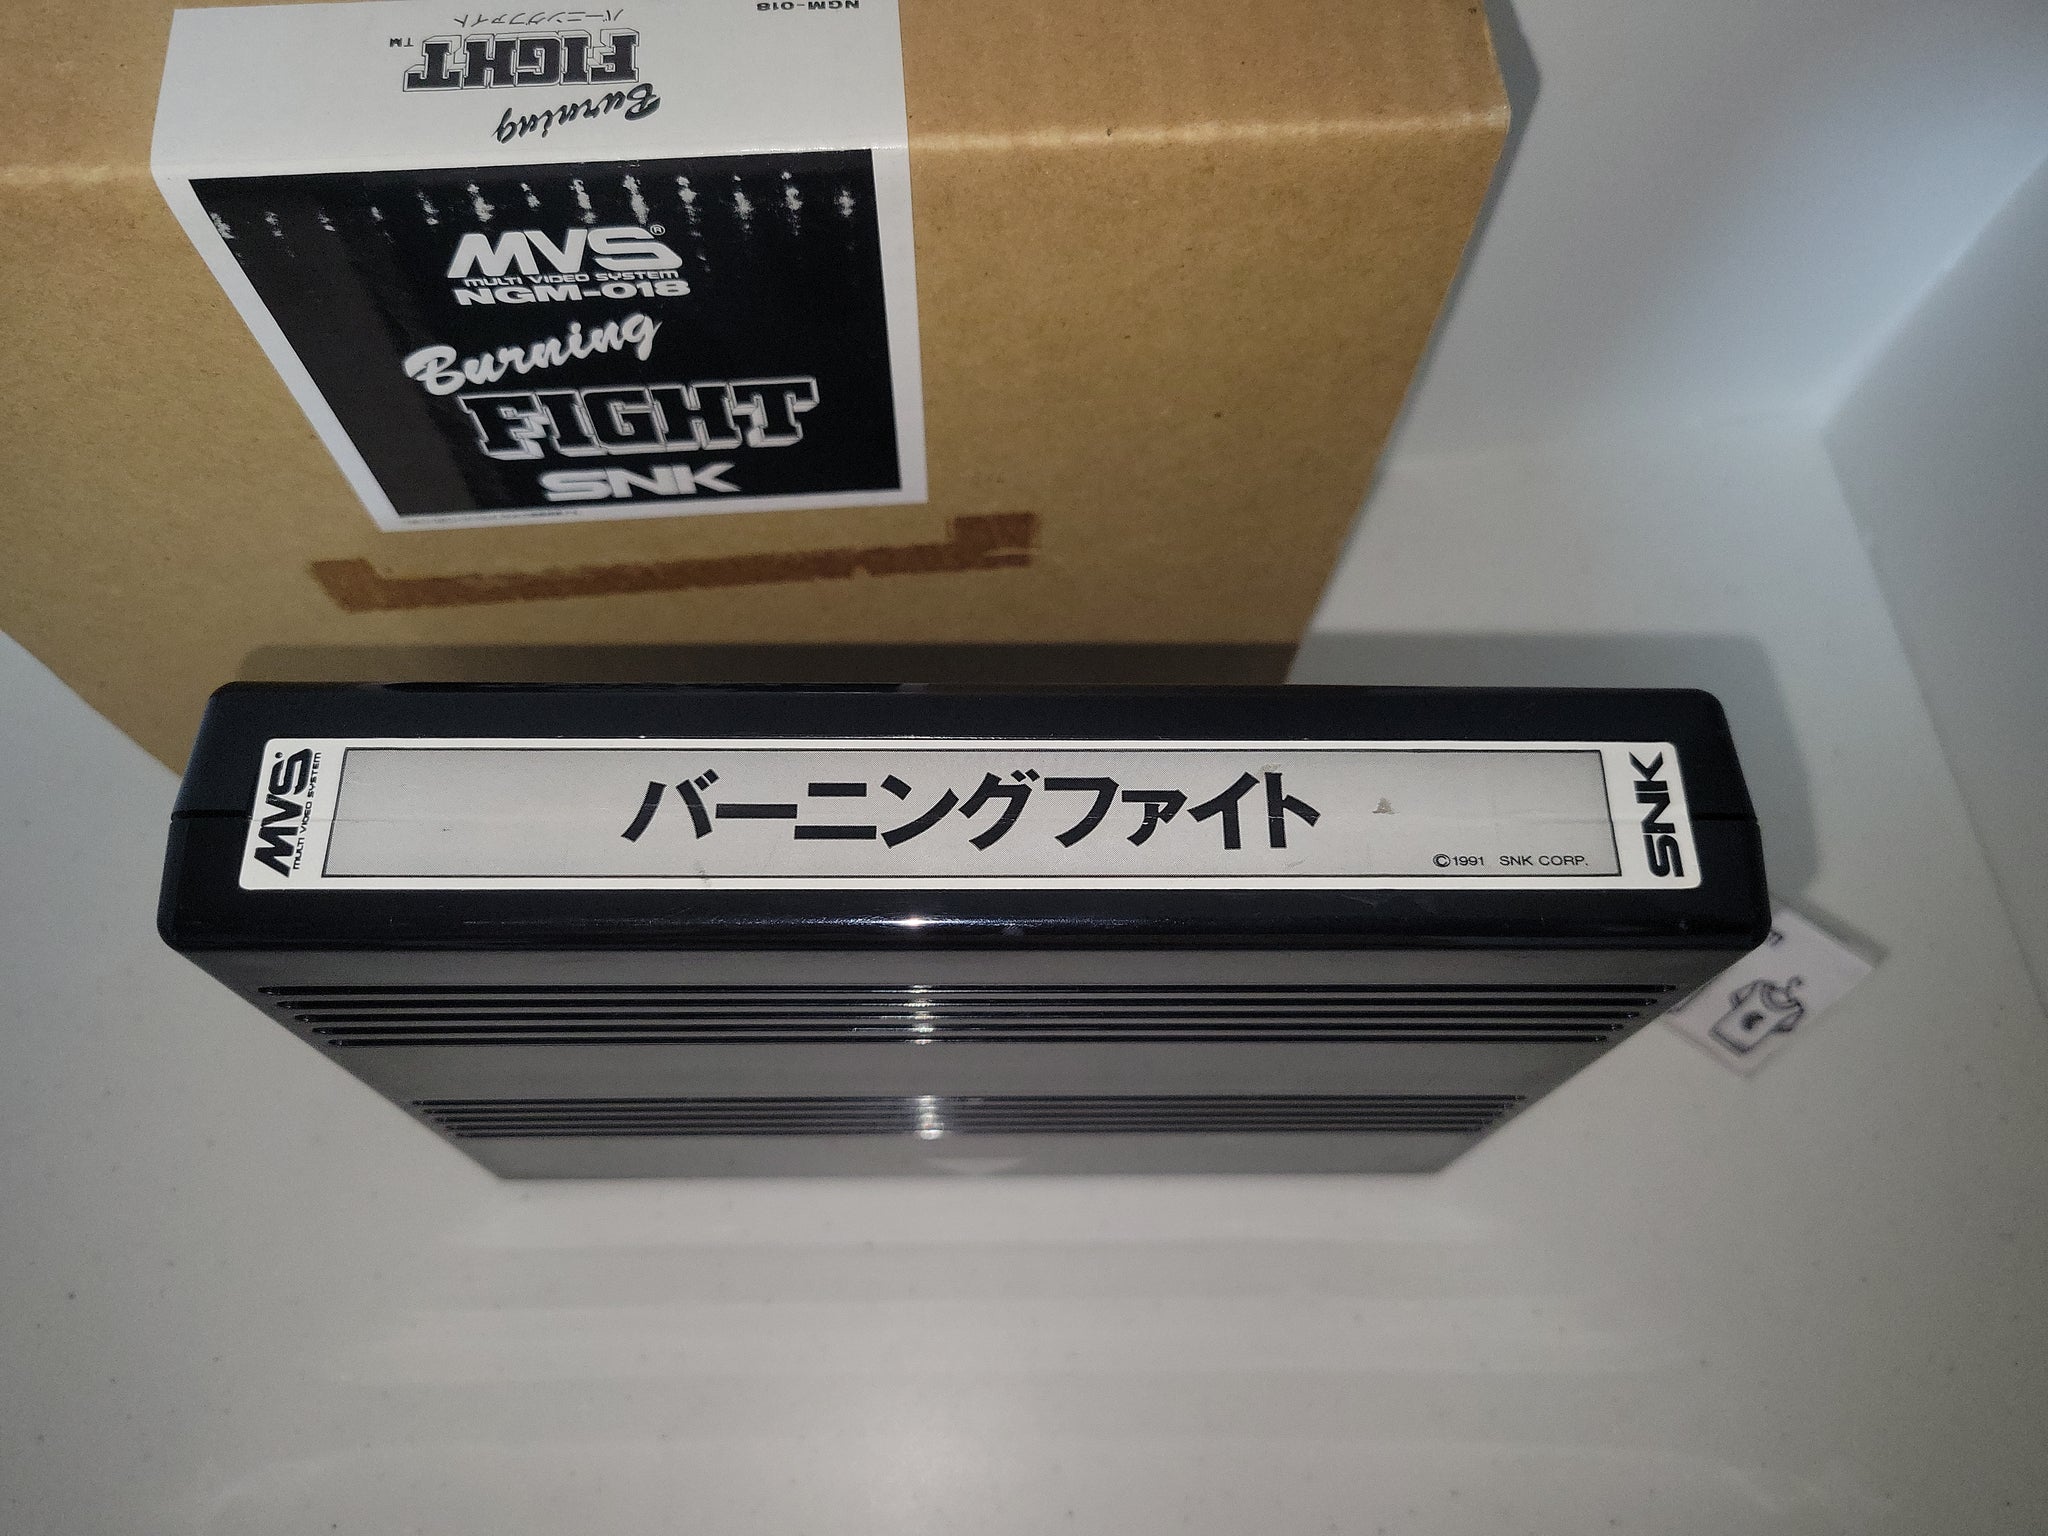 NGM-018
バーニングファイト
FIGHT™
Burning
MVS®
MULTI VIDEO SYSTEM
NGM-018
Burning
FIGHT
SNK
MVS
MULTI VIDEO SYSTEM
バーニングファイト
©1991 SNK CORP.
SNK